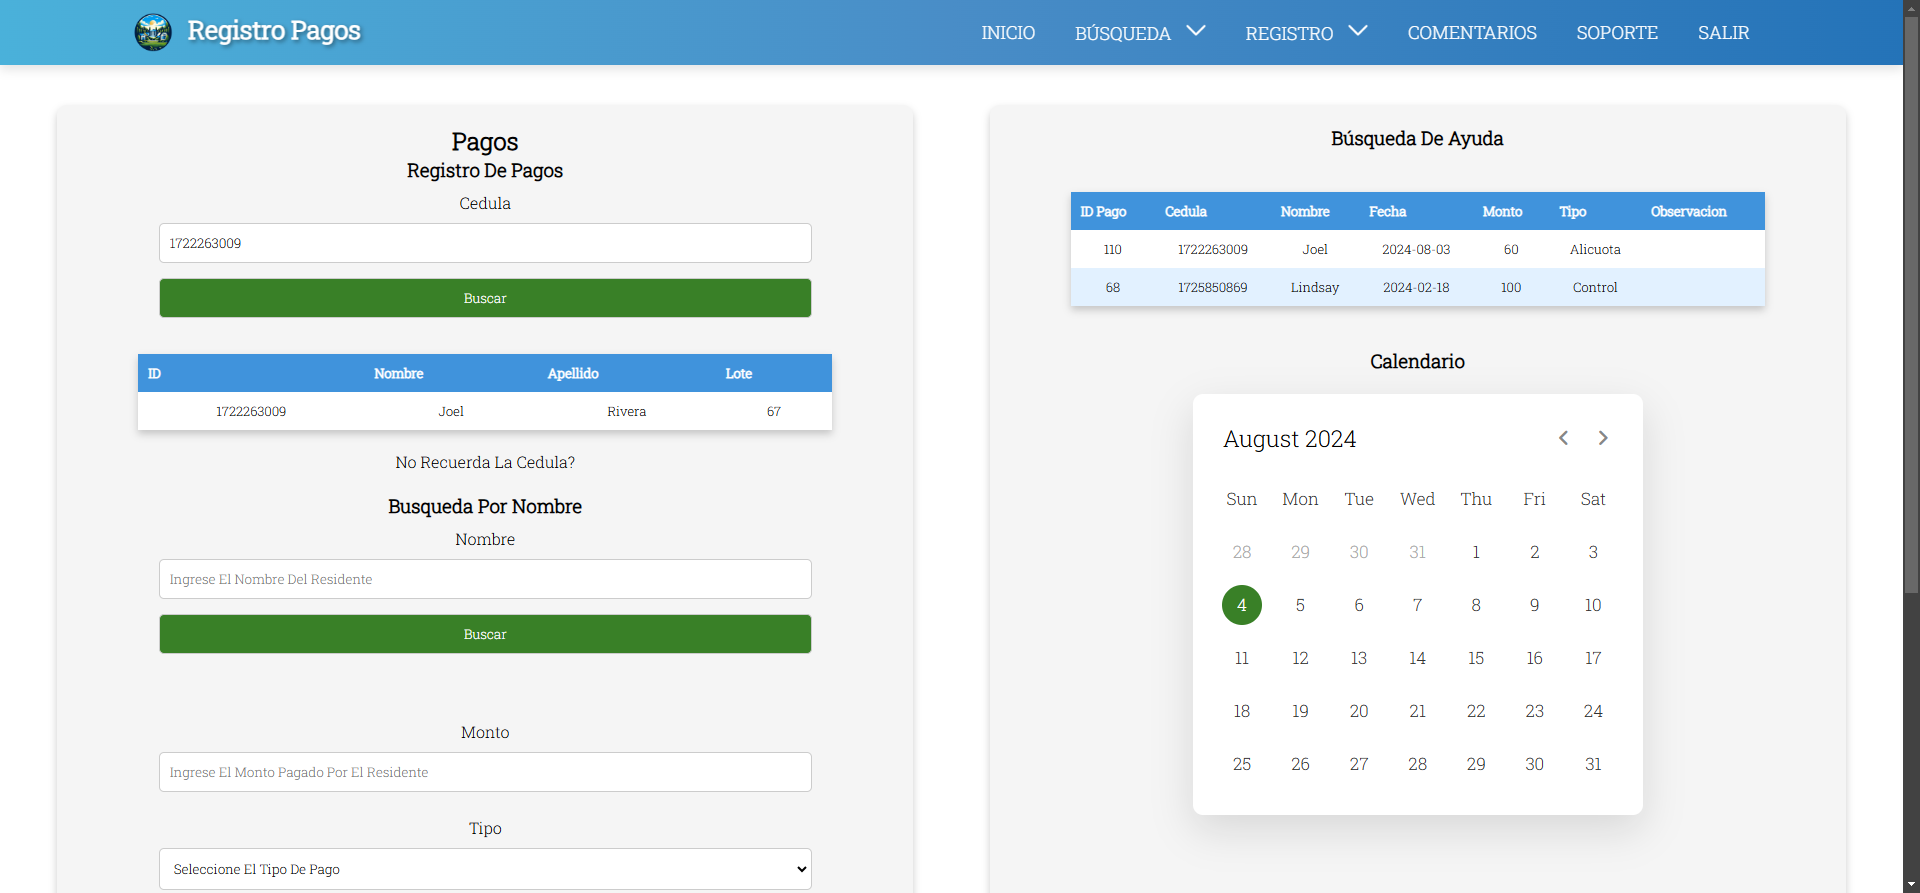 Registro Pagos
INICIO BÚSQUEDA REGISTRO COMENTARIOS SOPORTE SALIR
Pagos
Registro De Pagos
Cedula
1722263009
Buscar
ID Nombre Apellido Lote
1722263009 Joel Rivera 67
No Recuerda La Cedula?
Busqueda Por Nombre
Nombre
Ingrese El Nombre Del Residente
Buscar
Monto
Ingrese El Monto Pagado Por El Residente
Tipo
Seleccione El Tipo De Pago
Búsqueda De Ayuda
ID Pago Cedula Nombre Fecha Monto Tipo Observacion
110 1722263009 Joel 2024-08-03 60 Alicuota
68 1725850869 Lindsay 2024-02-18 100 Control
Calendario
August 2024
Sun Mon Tue Wed Thu Fri Sat
28 29 30 31 1 2 3
4 5 6 7 8 9 10
11 12 13 14 15 16 17
18 19 20 21 22 23 24
25 26 27 28 29 30 31